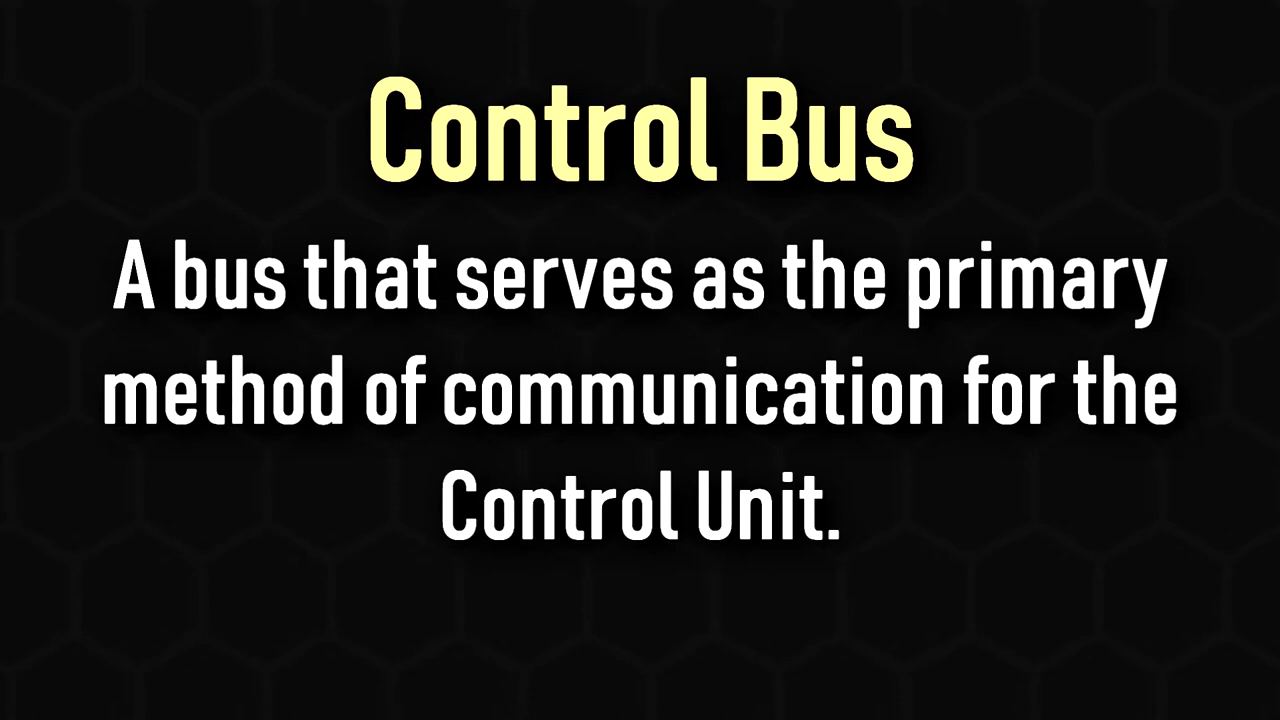 Control Bus
A bus that serves as the primary
method of communication for the
Control Unit.